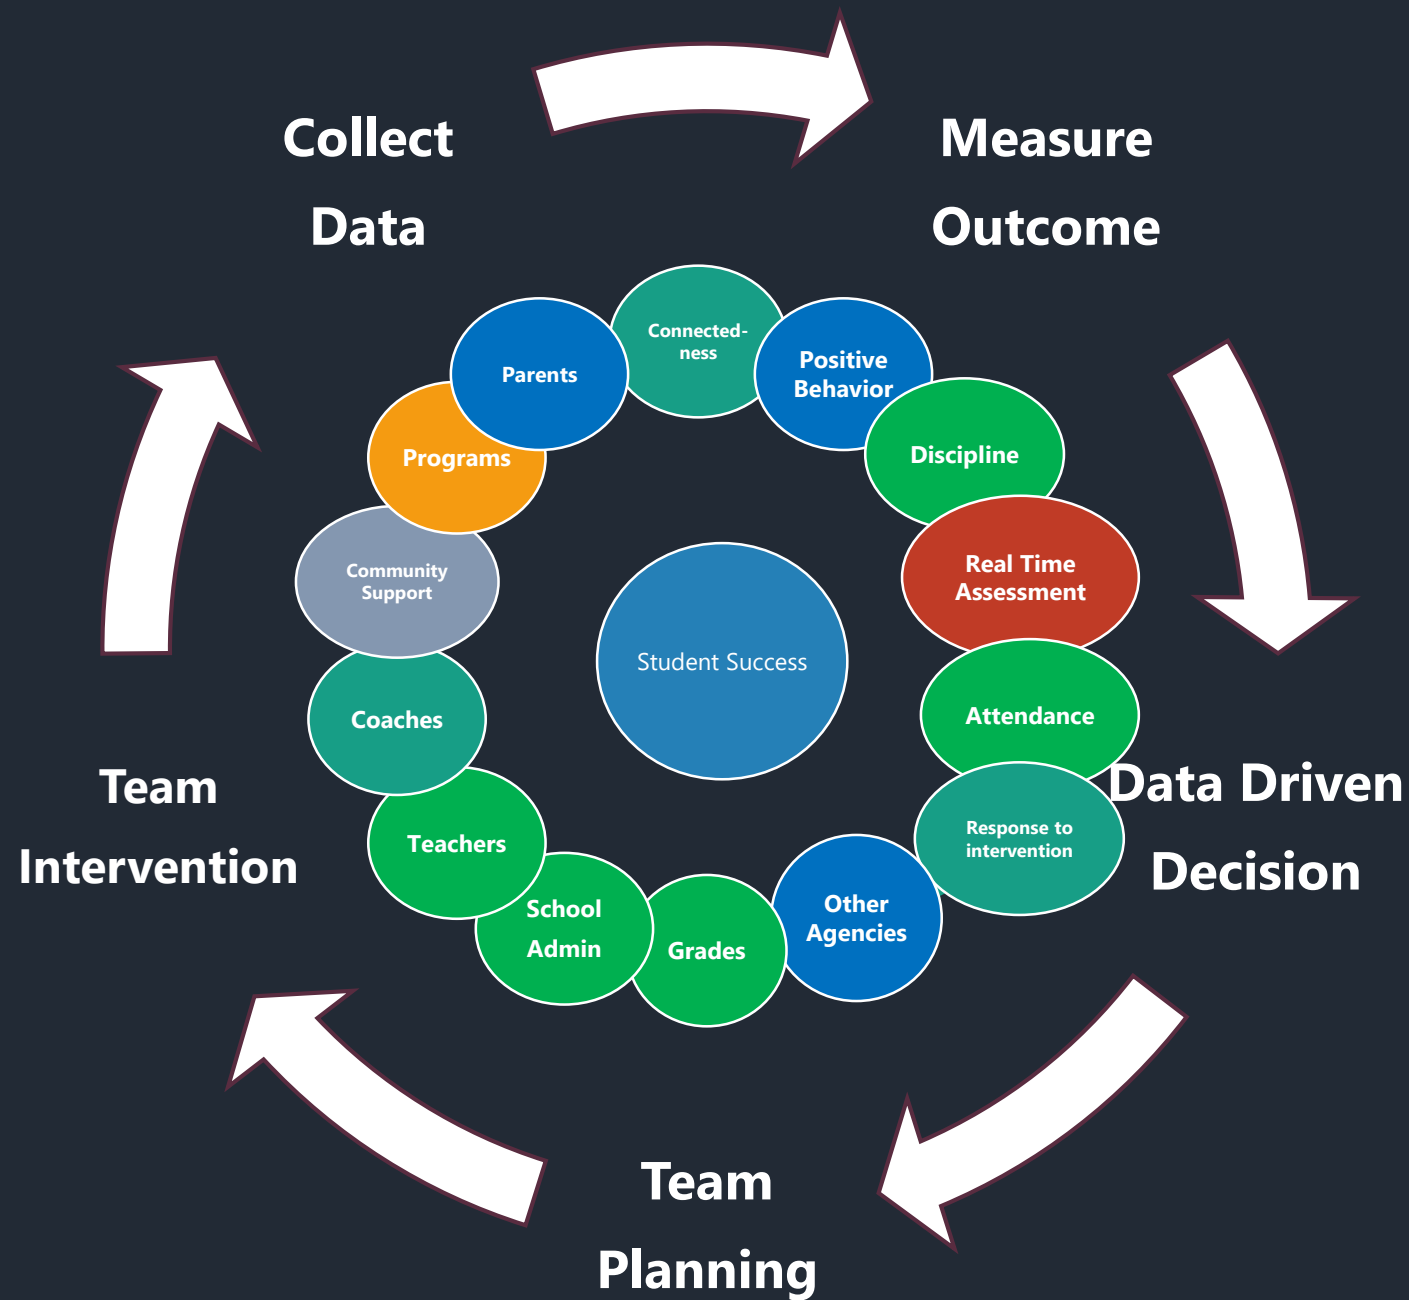 Collect
Data
Measure
Outcome
Connected-
ness
Parents
Positive
Behavior
Programs
Discipline
Community
Support
Real Time
Assessment
Student Success
Coaches
Attendance
Team
Intervention
Data Driven
Decision
Teachers
Response to
intervention
School
Admin
Grades
Other
Agencies
Team
Planning